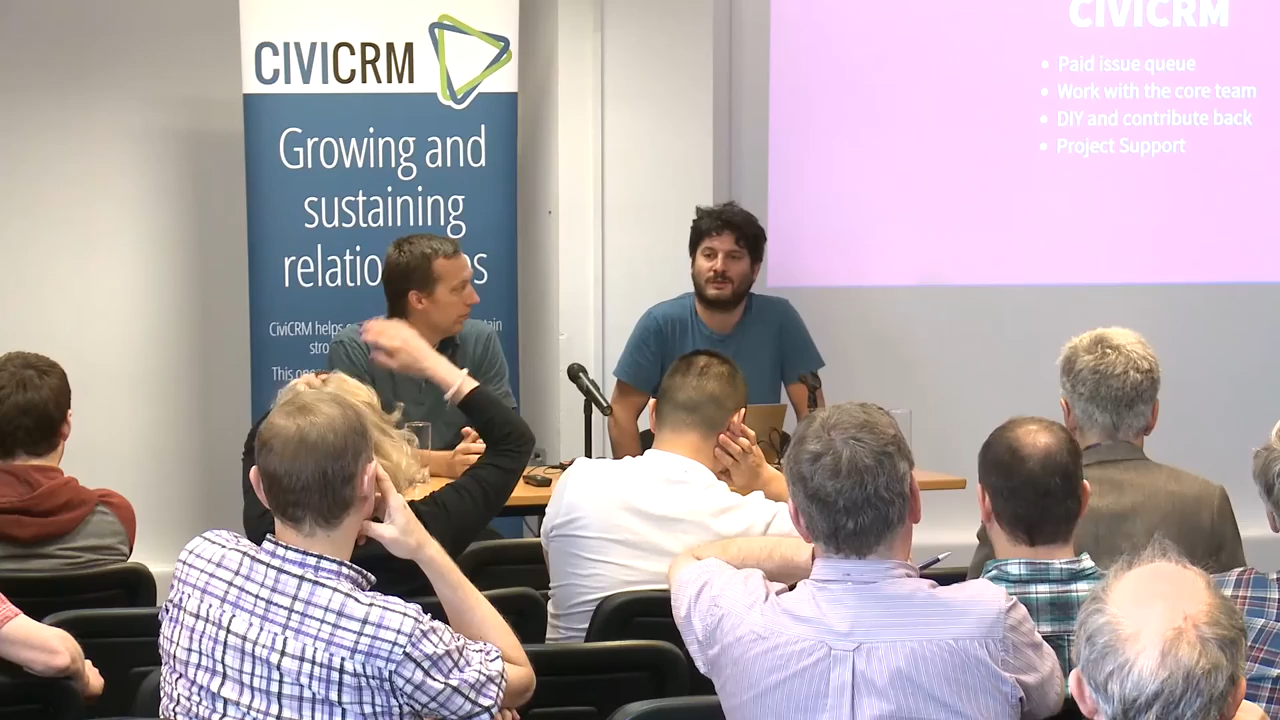 CIVICRM
Growing and
sustaining
CiviCRM helps
This
CIVICRM
• Paid issue queue
• Work with the core team
• DIY and contribute back
• Project Support